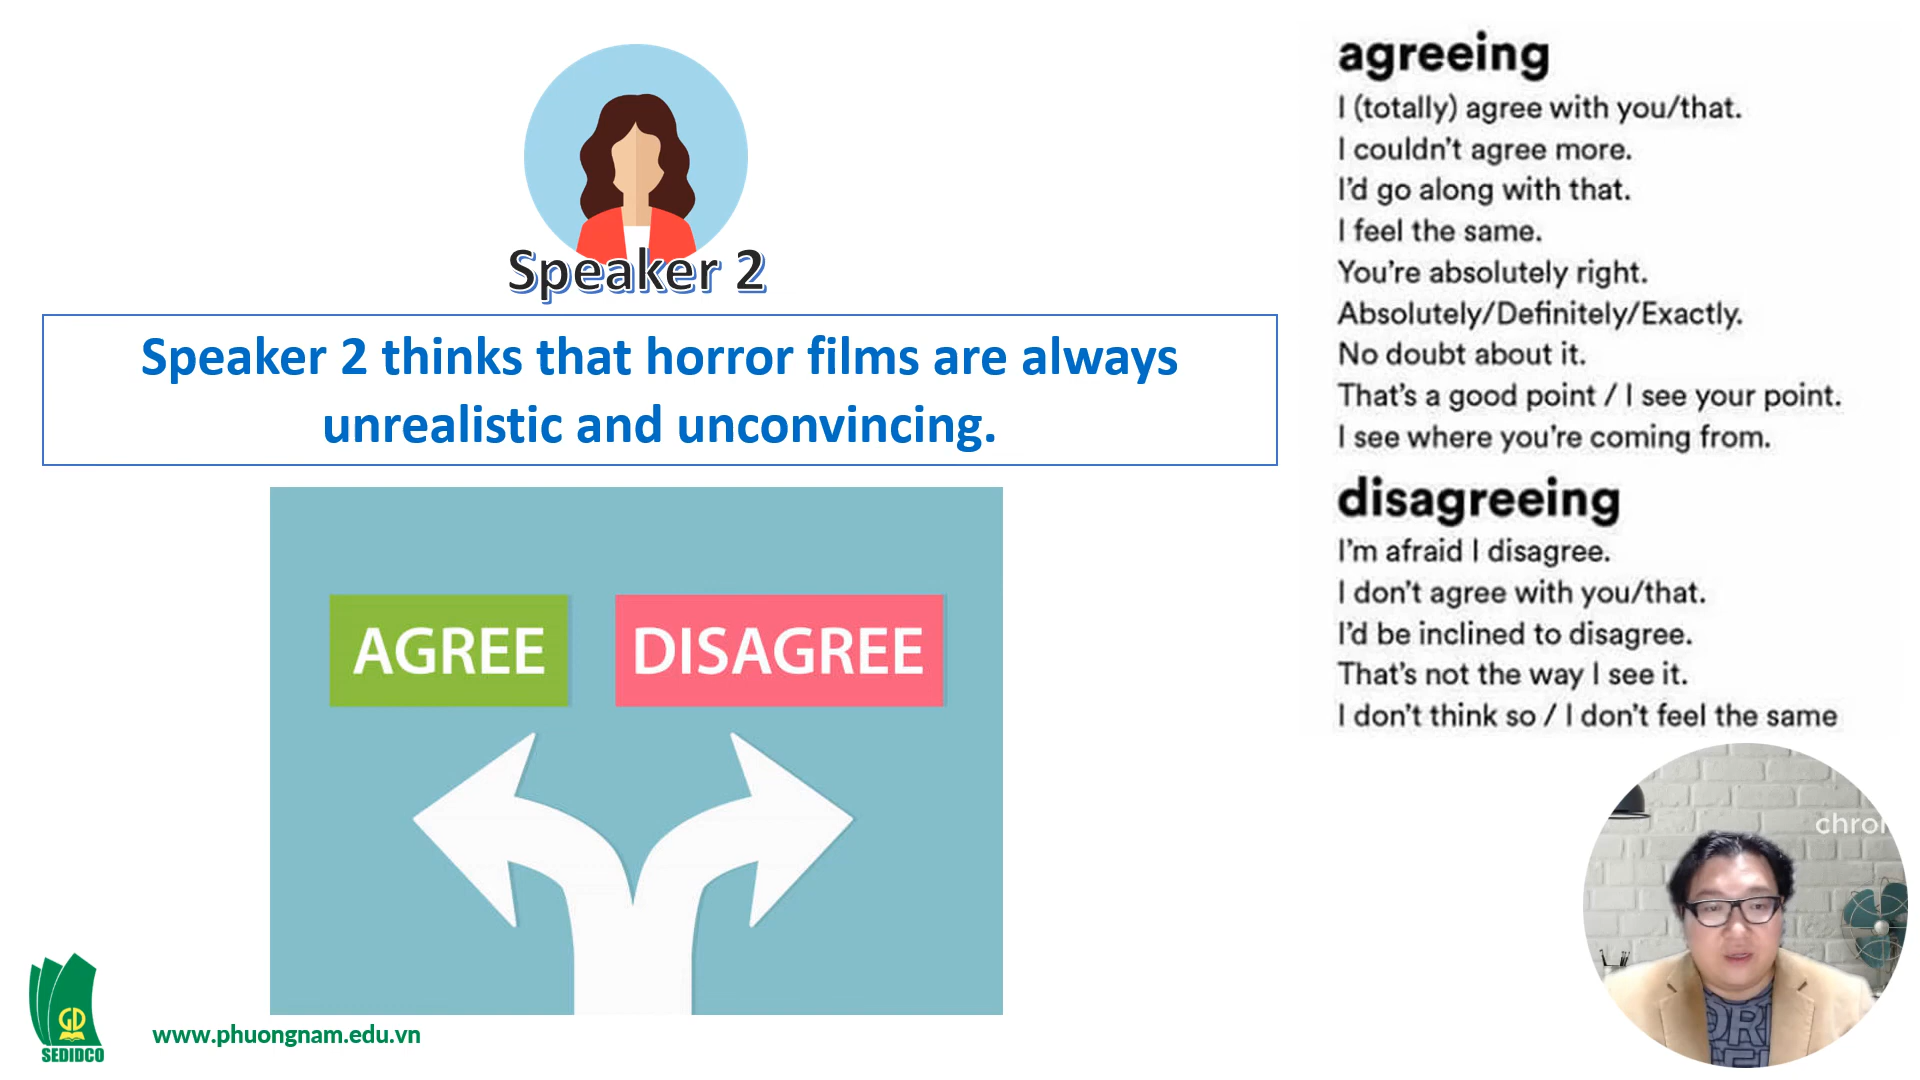 Speaker 2
Speaker 2 thinks that horror films are always
unrealistic and unconvincing.
AGREE
DISAGREE
agreeing
I (totally) agree with you/that.
I couldn't agree more.
I'd go along with that.
I feel the same.
You're absolutely right.
Absolutely/Definitely/Exactly.
No doubt about it.
That's a good point / I see your point.
I see where you're coming from.
disagreeing
I'm afraid I disagree.
I don't agree with you/that.
I'd be inclined to disagree.
That's not the way I see it.
I don't think so / I don't feel the same
GD
SEDIDCO
www.phuongnam.edu.vn